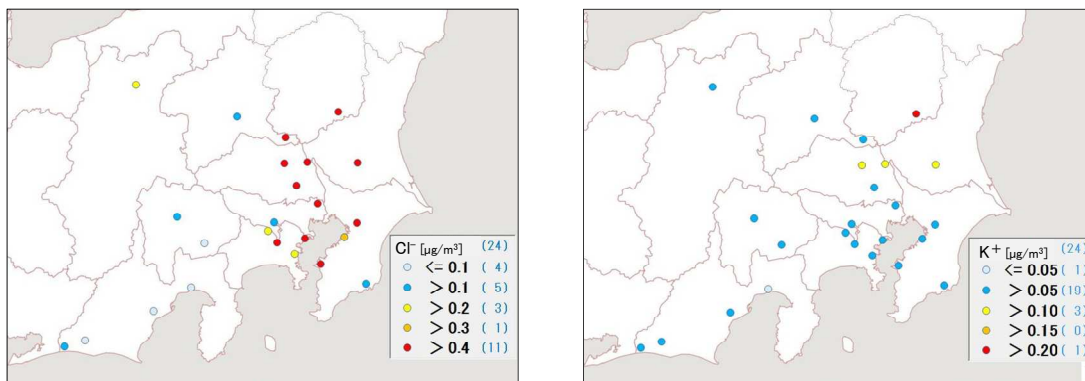 Cl⁻ [μg/m³] (24)
<= 0.1 ( 4)
> 0.1 ( 5)
> 0.2 ( 3)
> 0.3 ( 1)
> 0.4 (11)
K⁺ [μg/m³] (24)
<= 0.05 ( 1)
> 0.05 (19)
> 0.10 ( 3)
> 0.15 ( 0)
> 0.20 ( 1)